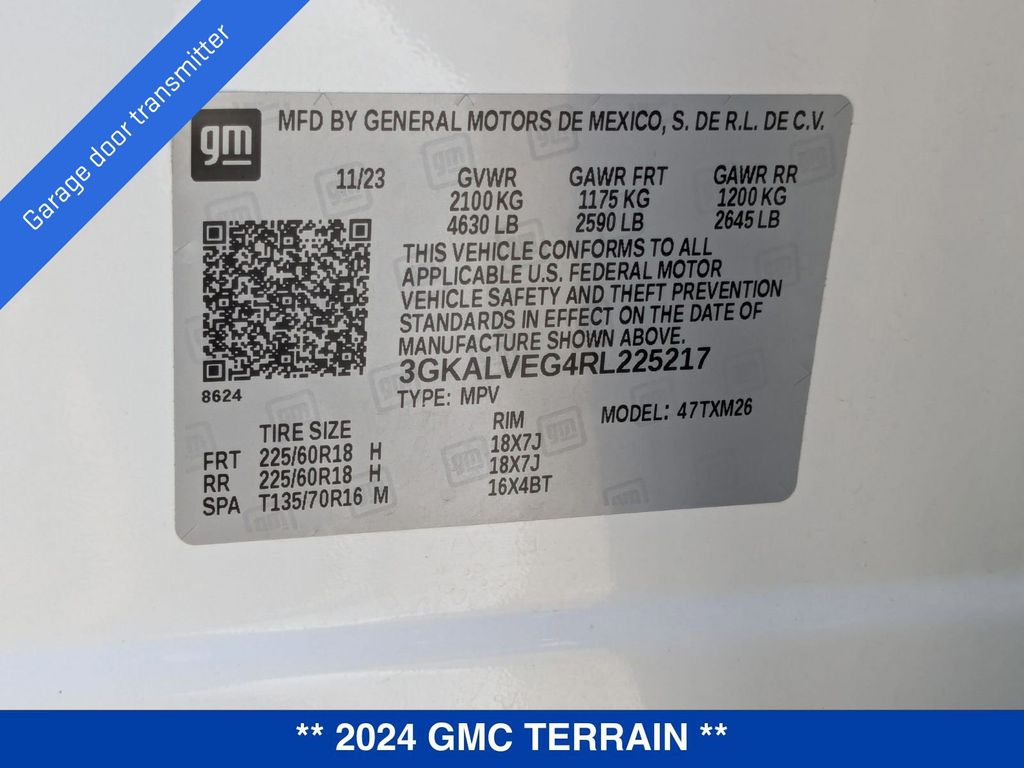 Garage door transmitter
gm MFD BY GENERAL MOTORS DE MEXICO, S. DE R.L. DE C.V.
11/23 GVWR GAWR FRT GAWR RR
2100 KG 1175 KG 1200 KG
4630 LB 2590 LB 2645 LB
THIS VEHICLE CONFORMS TO ALL
APPLICABLE U.S. FEDERAL MOTOR
VEHICLE SAFETY AND THEFT PREVENTION
STANDARDS IN EFFECT ON THE DATE OF
MANUFACTURE SHOWN ABOVE.
3GKALVEG4RL225217
8624
TYPE: MPV MODEL: 47TXM26
TIRE SIZE RIM
FRT 225/60R18 H 18X7J
RR 225/60R18 H 18X7J
SPA T135/70R16 M 16X4BT
** 2024 GMC TERRAIN **